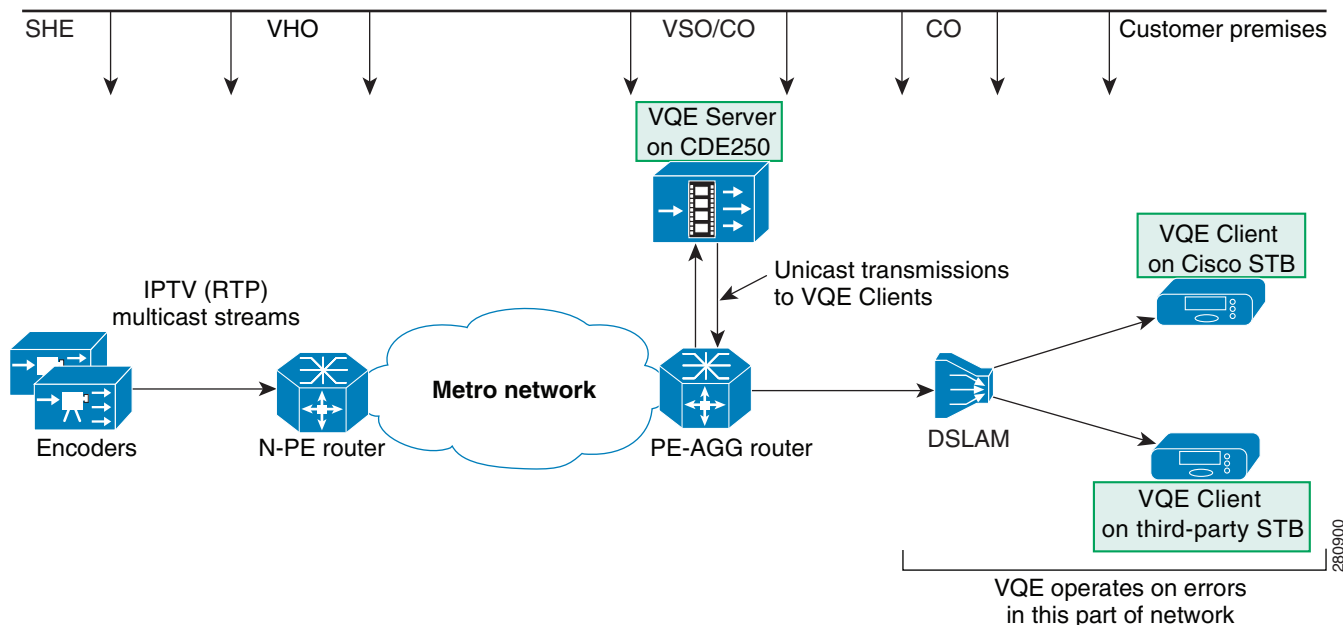 SHE
VHO
VSO/CO
CO
Customer premises
VQE Server
on CDE250
VQE Client
on Cisco STB
Unicast transmissions
to VQE Clients
IPTV (RTP)
multicast streams
Metro network
Encoders
N-PE router
PE-AGG router
DSLAM
VQE Client
on third-party STB
280900
VQE operates on errors
in this part of network